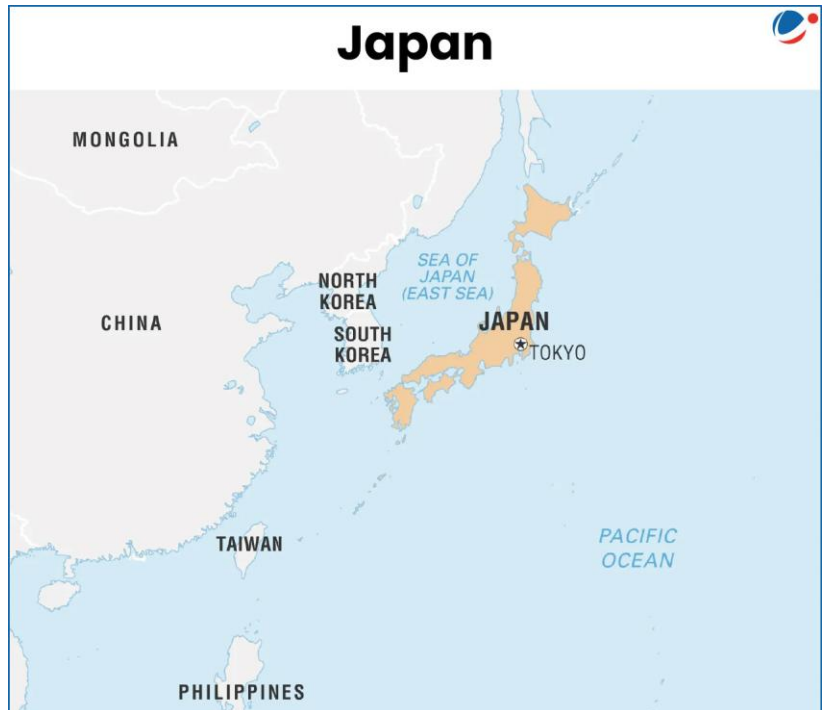 Japan
MONGOLIA
SEA OF
JAPAN
(EAST SEA)
NORTH
KOREA
CHINA
JAPAN
SOUTH
KOREA
TOKYO
TAIWAN
PACIFIC
OCEAN
PHILIPPINES